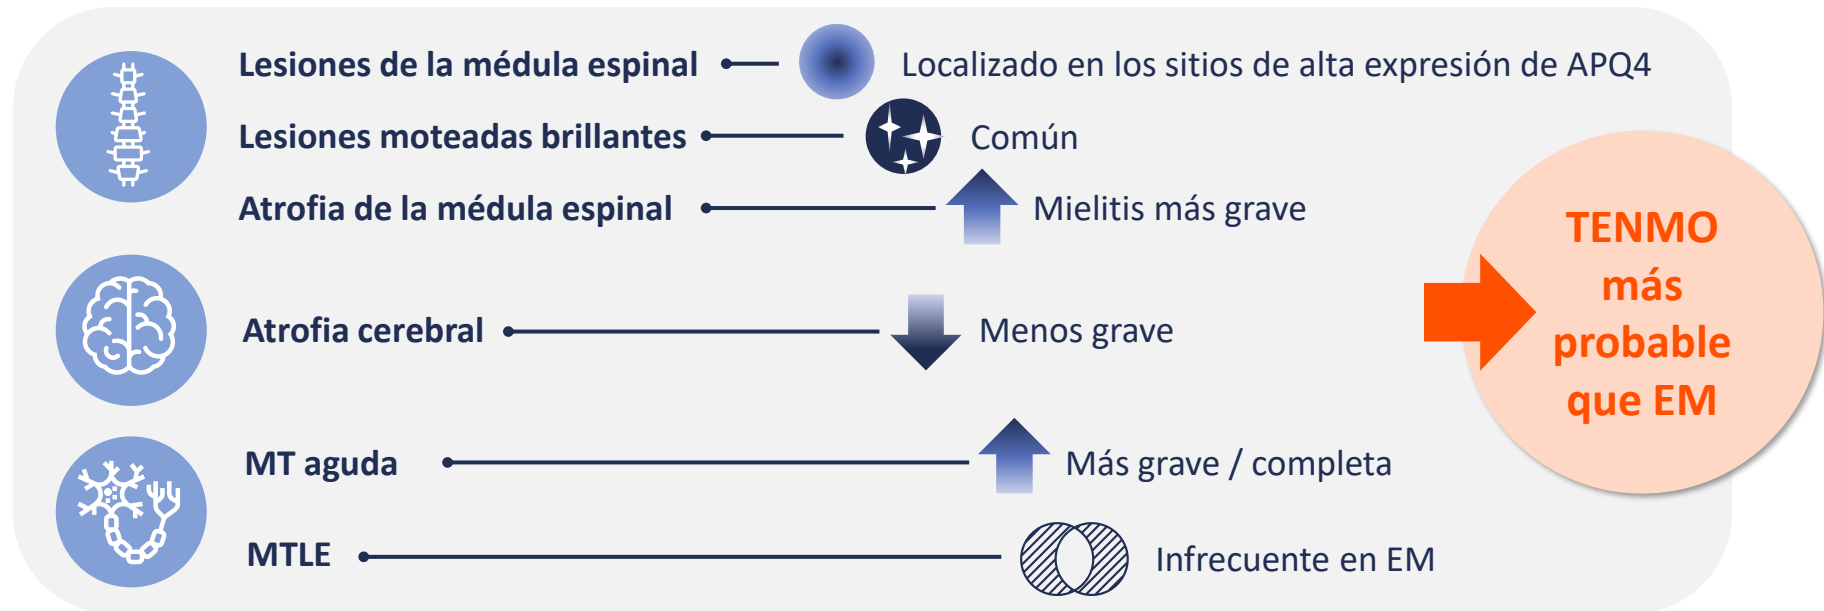 Lesiones de la médula espinal
Localizado en los sitios de alta expresión de APQ4
Lesiones moteadas brillantes
Común
Atrofia de la médula espinal
Mielitis más grave
Atrofia cerebral
Menos grave
MT aguda
Más grave / completa
MTLE
Infrecuente en EM
TENMO
más
probable
que EM